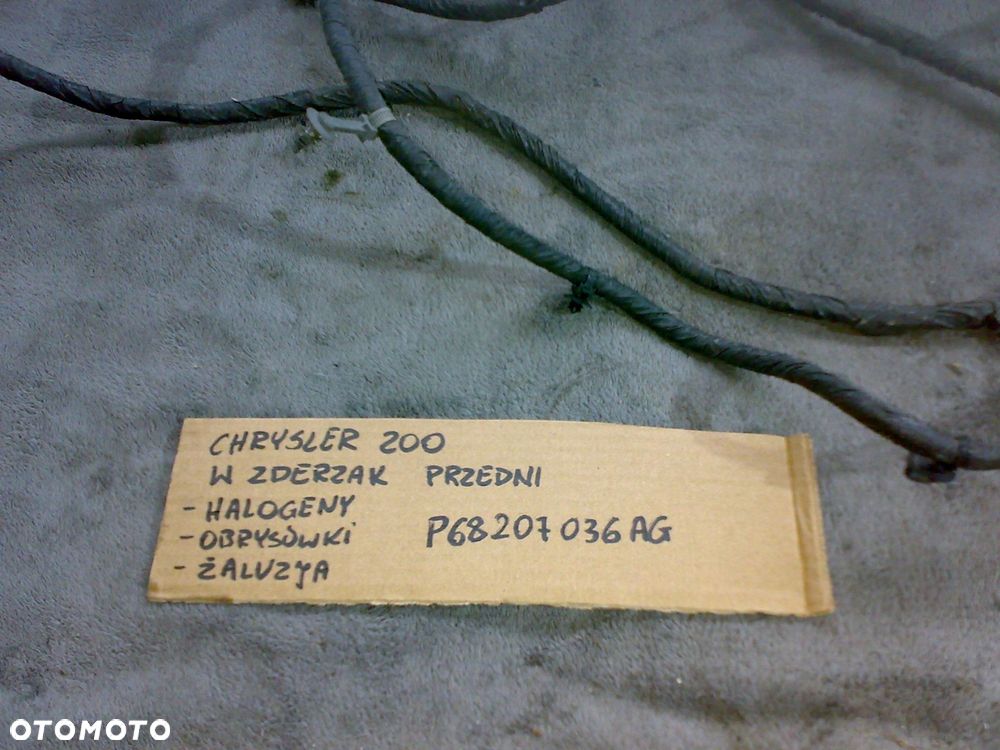 CHRYSLER 200
W ZDERZAK PRZEDNI
- HALOGENY
- OBRYSÓWKI P68207036AG
- ŻALUZJA
OTOMOTO